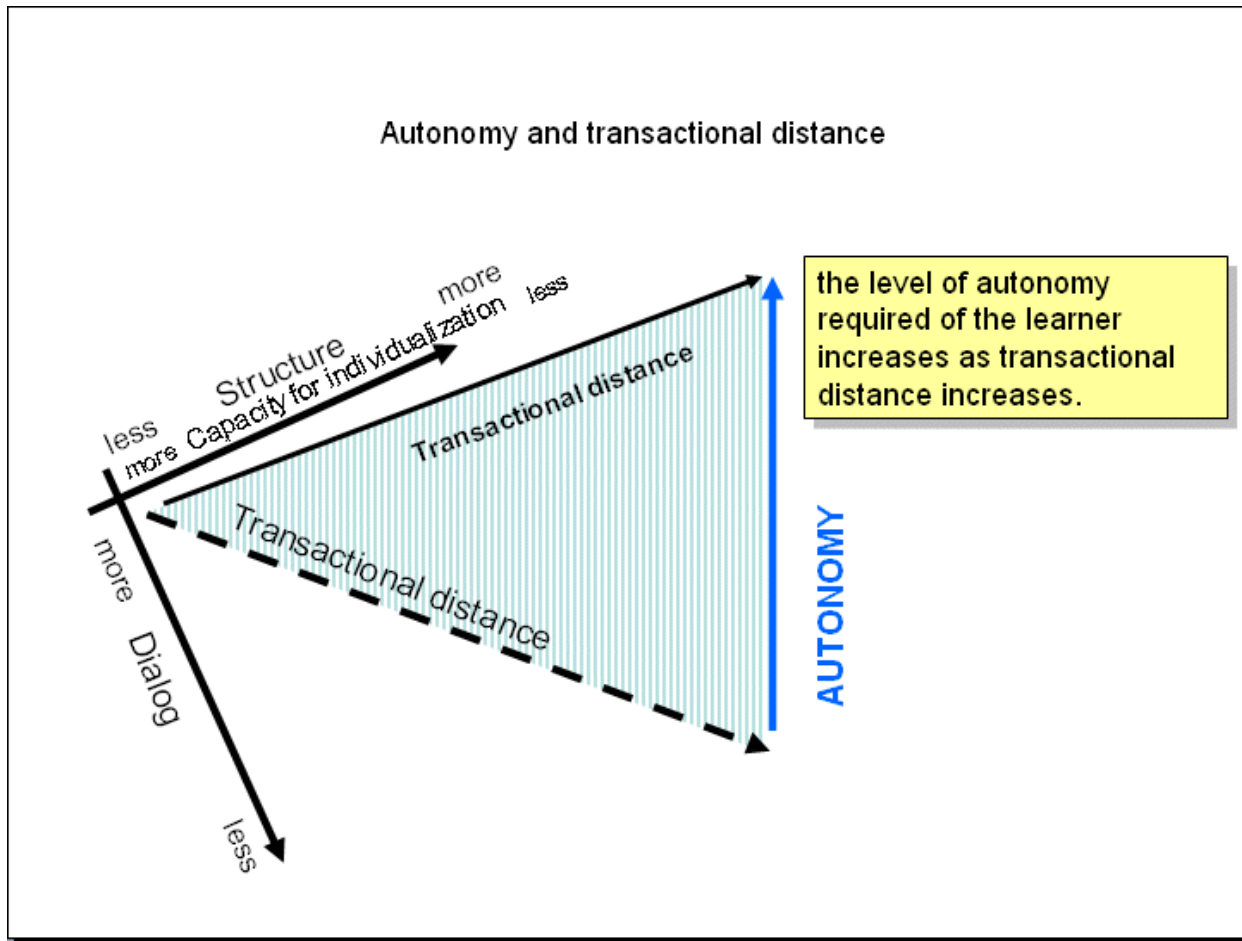 Autonomy and transactional distance
less Structure more
more Capacity for individualization less
Transactional distance
Transactional distance
more Dialog less
AUTONOMY
the level of autonomy
required of the learner
increases as transactional
distance increases.